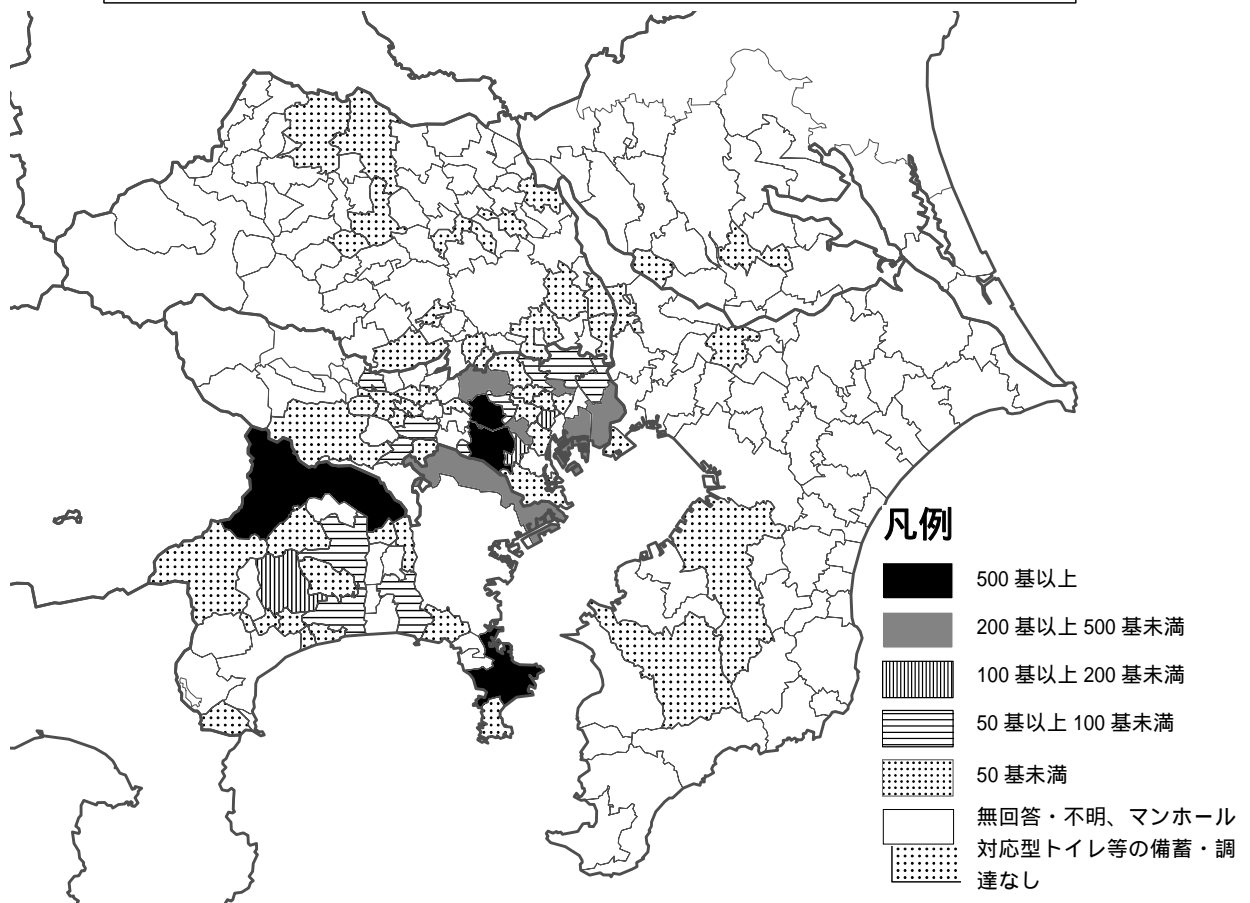 凡例
500 基以上
200 基以上 500 基未満
100 基以上 200 基未満
50 基以上 100 基未満
50 基未満
無回答・不明、マンホール
対応型トイレ等の備蓄・調
達なし